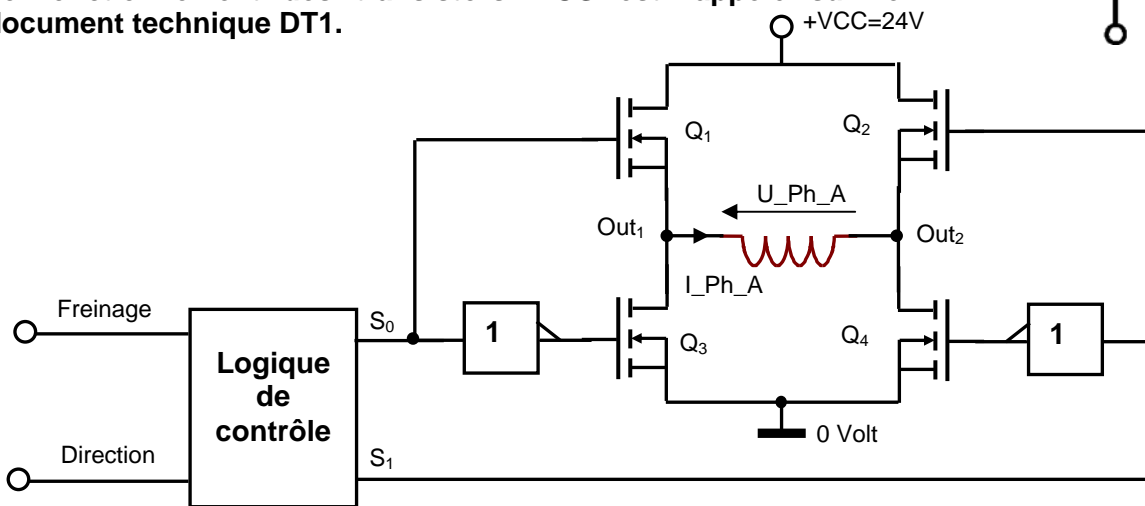 document technique DT1.
+VCC=24V
Q1
Q2
U_Ph_A
Out1
Out2
I_Ph_A
Freinage
S0
1
Q3
Q4
1
Logique
de
contrôle
0 Volt
Direction
S1